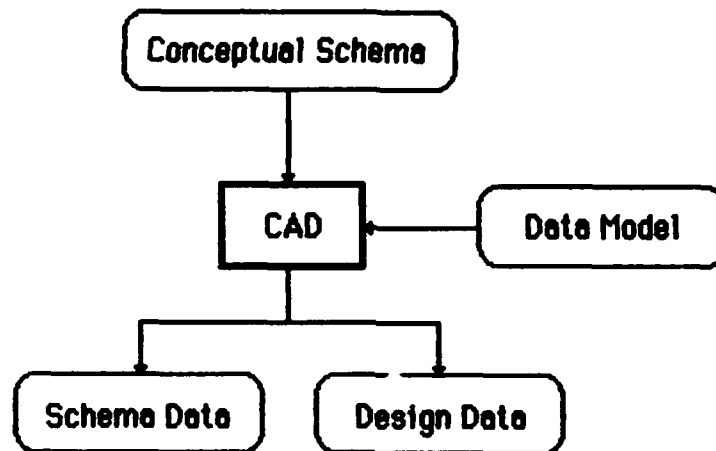 Conceptual Schema
CAD
Data Model
Schema Data
Design Data